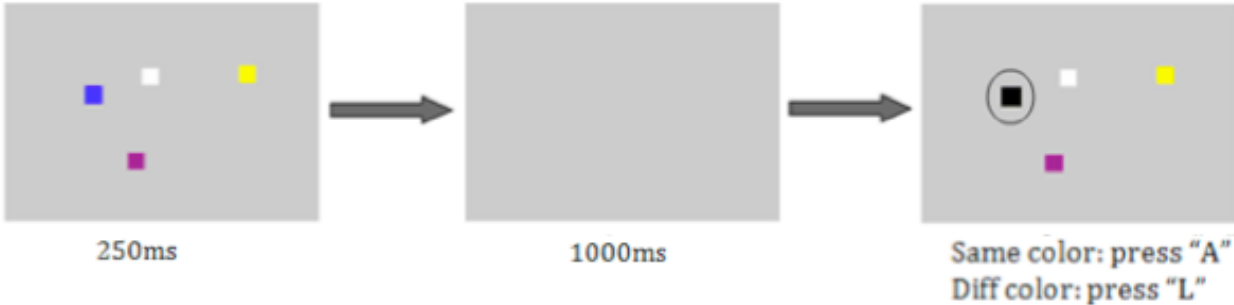 250ms
1000ms
Same color: press “A”
Diff color: press “L”